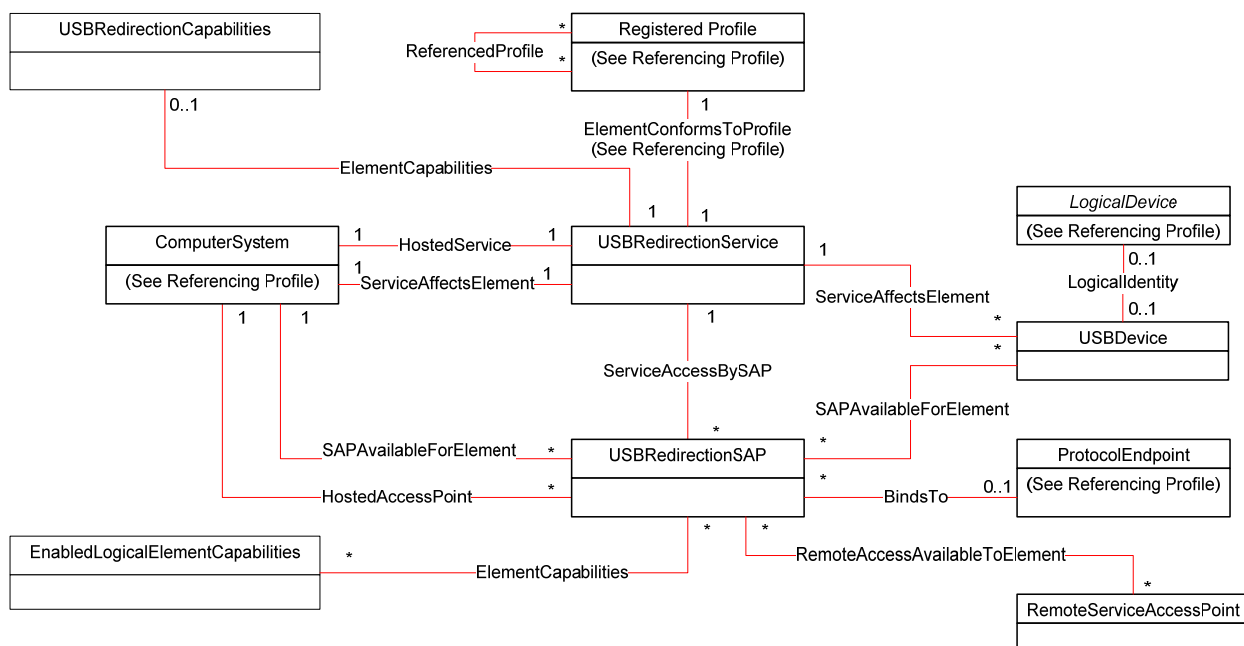 USBRedirectionCapabilities
0..1
Registered Profile
(See Referencing Profile)
*
ReferencedProfile
*
1
ElementConformsToProfile
(See Referencing Profile)
ElementCapabilities
1
1
LogicalDevice
(See Referencing Profile)
0..1
LogicalIdentity
0..1
ComputerSystem
(See Referencing Profile)
1
HostedService
1
1
ServiceAffectsElement
1
USBRedirectionService
1
ServiceAffectsElement
*
*
USBDevice
1
1
1
ServiceAccessBySAP
SAPAvailableForElement
*
SAPAvailableForElement
*
*
USBRedirectionSAP
HostedAccessPoint
*
*
BindsTo
0..1
ProtocolEndpoint
(See Referencing Profile)
EnabledLogicalElementCapabilities
*
ElementCapabilities
*
*
RemoteAccessAvailableToElement
*
RemoteServiceAccessPoint